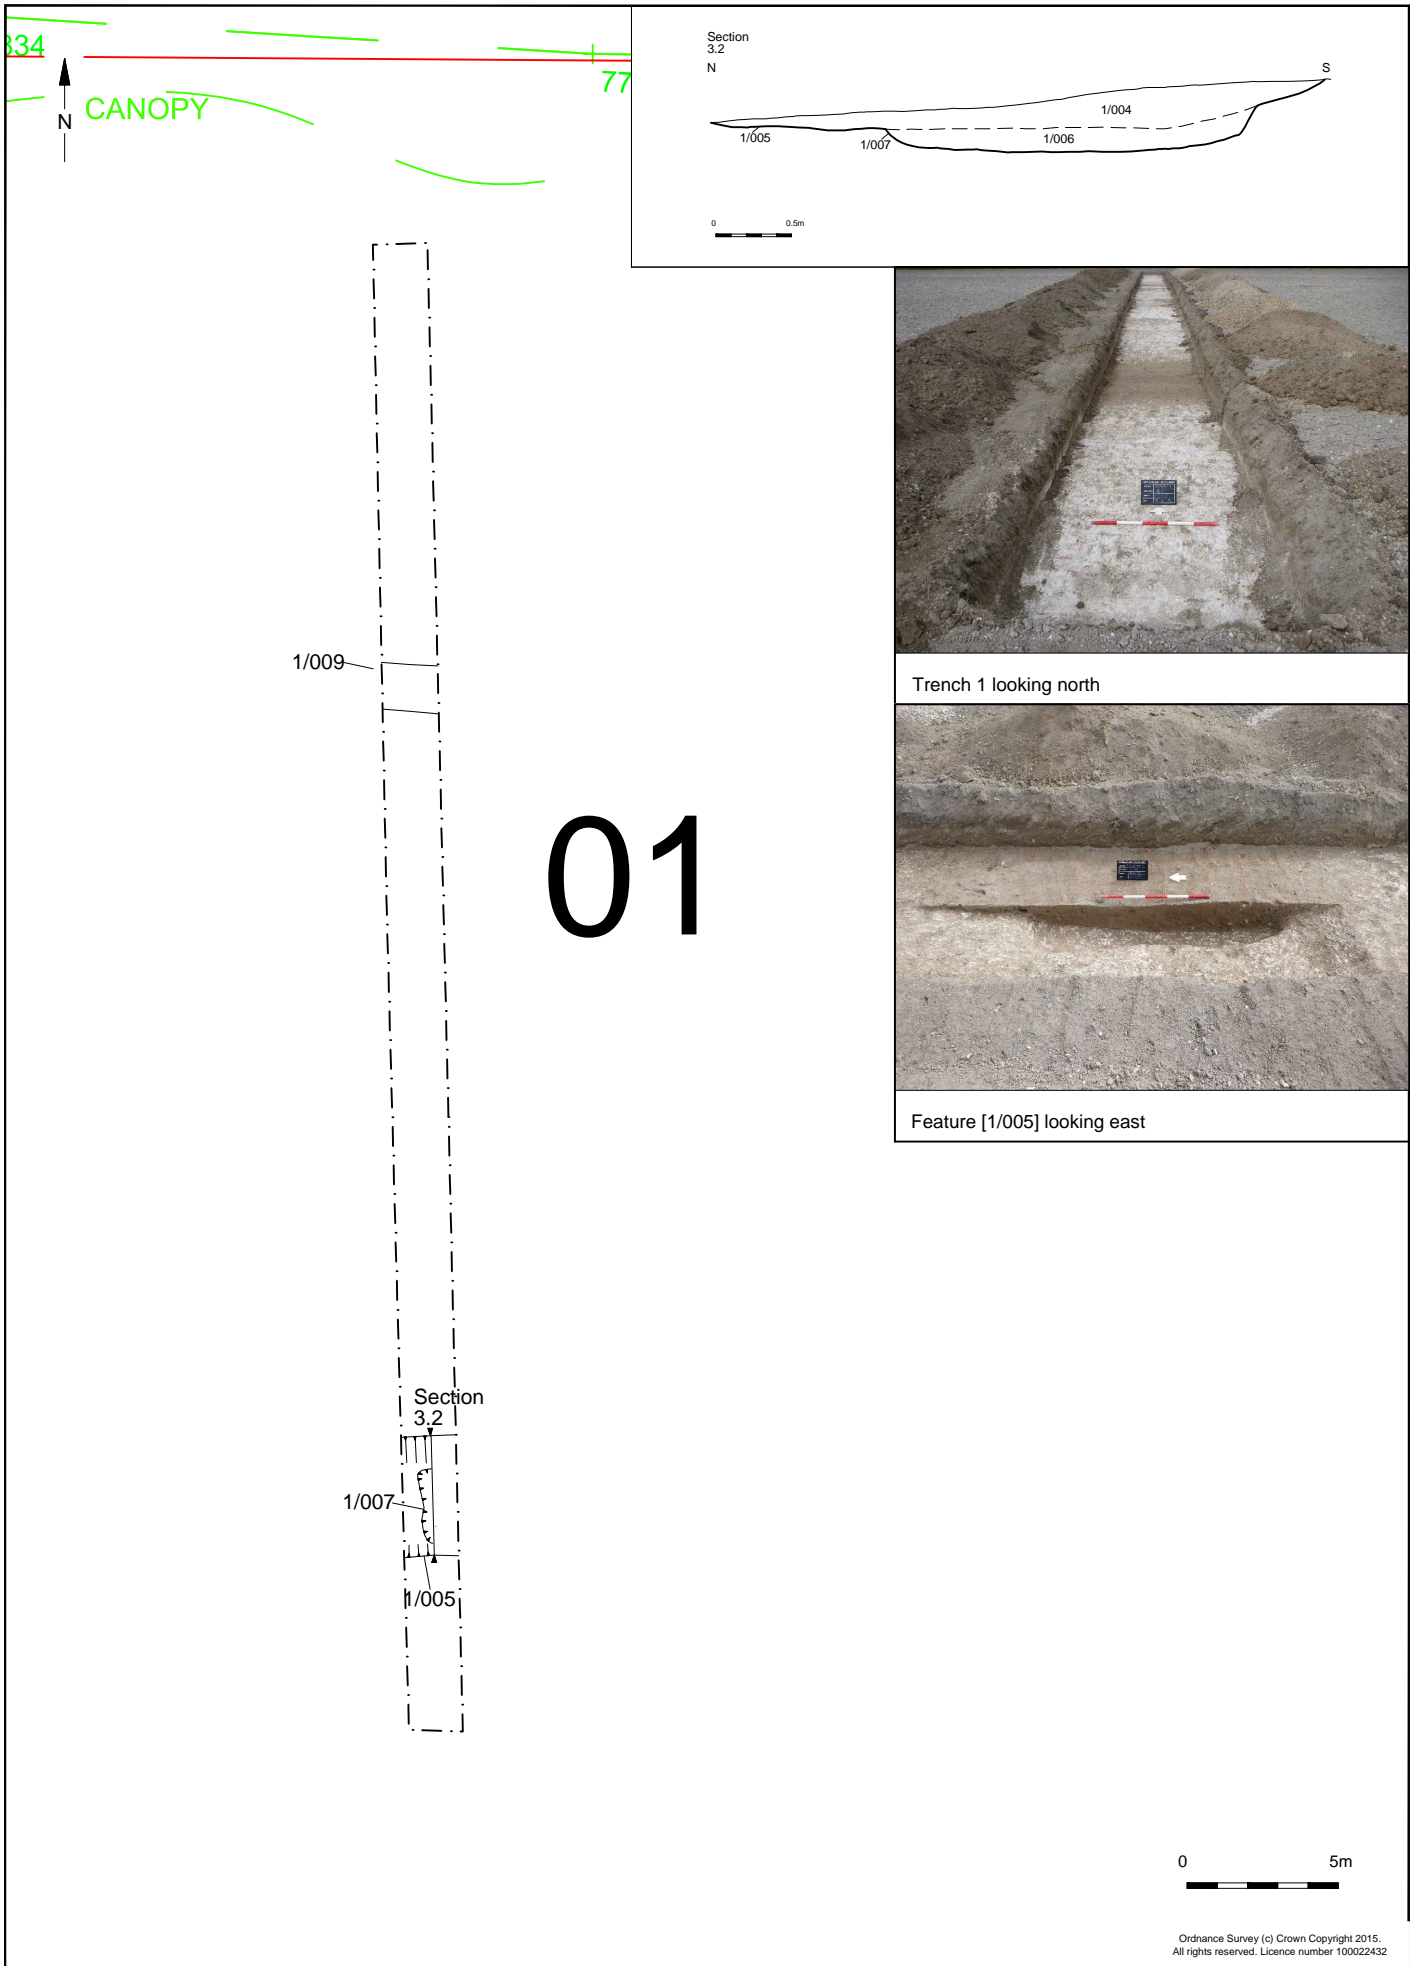 334
77
CANOPY
N
Section
3.2
N
S
1/004
1/005
1/007
1/006
0
0.5m
Trench 1 looking north
1/009
01
Feature [1/005] looking east
Section
3.2
1/007
1/005
0
5m
Ordnance Survey (c) Crown Copyright 2015.
All rights reserved. Licence number 100022432